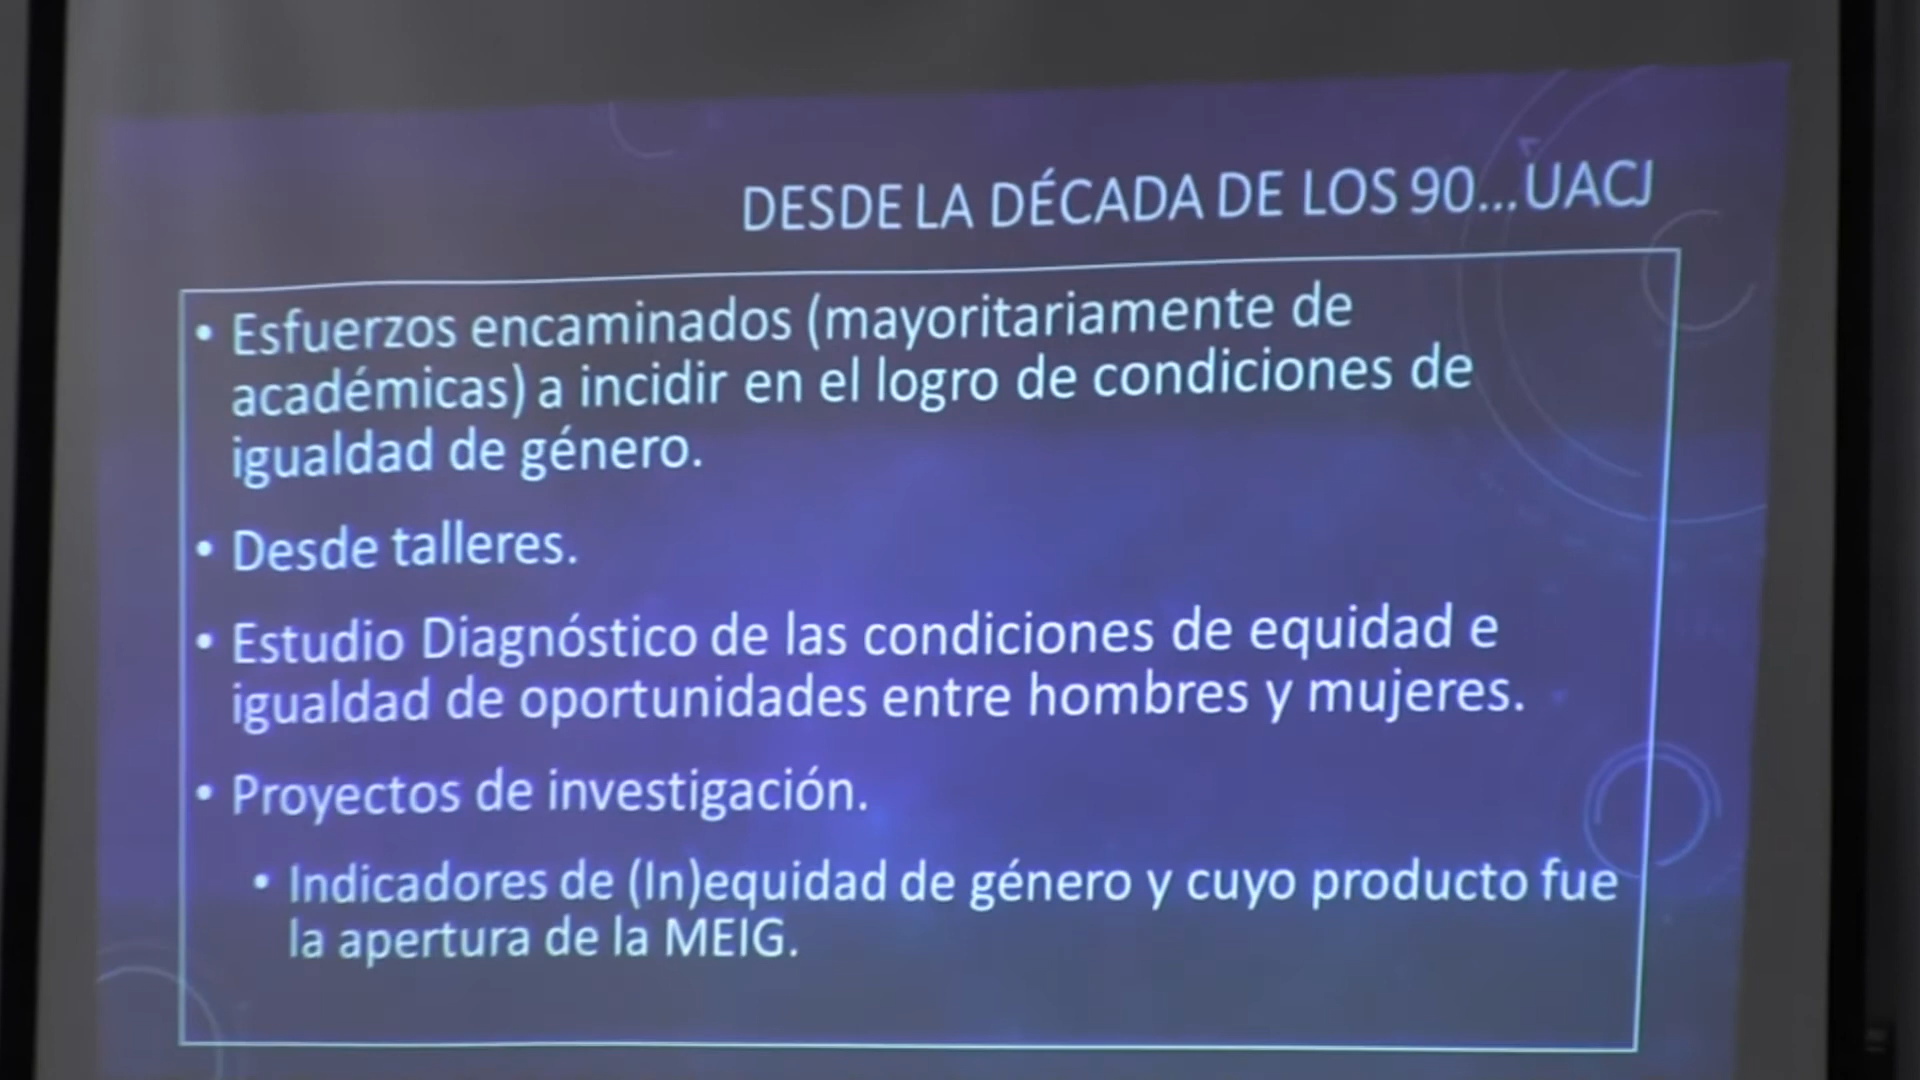 DESDE LA DÉCADA DE LOS 90...UACJ
• Esfuerzos encaminados (mayoritariamente de
académicas) a incidir en el logro de condiciones de
igualdad de género.
• Desde talleres.
• Estudio Diagnóstico de las condiciones de equidad e
igualdad de oportunidades entre hombres y mujeres.
• Proyectos de investigación.
• Indicadores de (In)equidad de género y cuyo producto fue
la apertura de la MEIG.